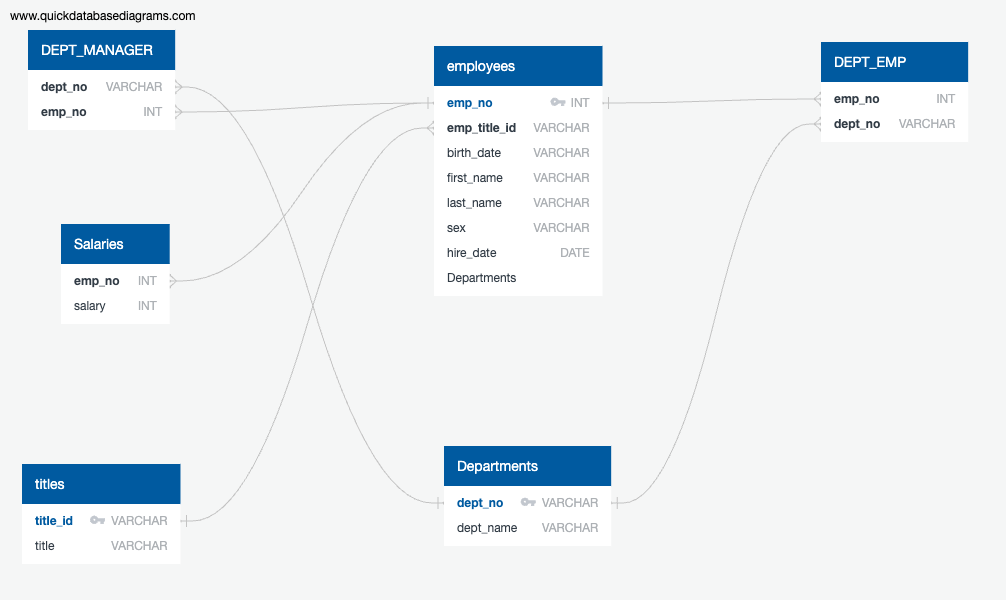 www.quickdatabasediagrams.com
DEPT_MANAGER
dept_no VARCHAR
emp_no INT
employees
emp_no INT
emp_title_id VARCHAR
birth_date VARCHAR
first_name VARCHAR
last_name VARCHAR
sex VARCHAR
hire_date DATE
Departments
DEPT_EMP
emp_no INT
dept_no VARCHAR
Salaries
emp_no INT
salary INT
titles
title_id VARCHAR
title VARCHAR
Departments
dept_no VARCHAR
dept_name VARCHAR